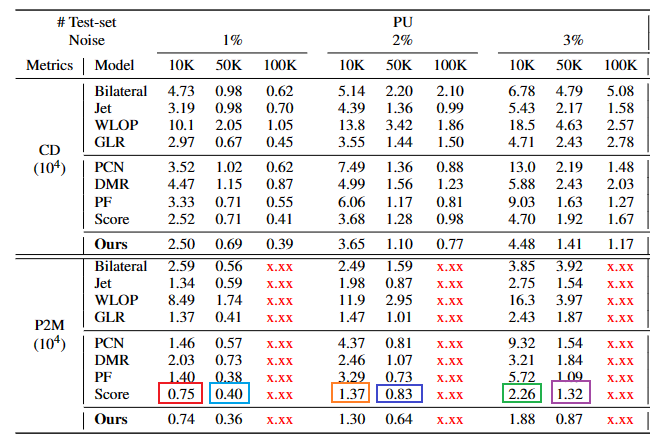 # Test-set PU
Noise 1% 2% 3%
Metrics Model 10K 50K 100K 10K 50K 100K 10K 50K 100K
Bilateral 4.73 0.98 0.62 5.14 2.20 2.10 6.78 4.79 5.08
Jet 3.19 0.98 0.70 4.39 1.36 0.99 5.43 2.17 1.58
WLOP 10.1 2.05 1.05 13.8 3.42 1.86 18.5 4.63 2.57
CD GLR 2.97 0.67 0.45 3.55 1.44 1.50 4.71 2.43 2.78
(10⁴) PCN 3.52 1.02 0.62 7.49 1.36 0.88 13.0 2.19 1.48
DMR 4.47 1.15 0.87 4.99 1.56 1.23 5.88 2.43 2.03
PF 3.33 0.71 0.55 6.06 1.17 0.81 9.03 1.63 1.27
Score 2.52 0.71 0.41 3.68 1.28 0.98 4.70 1.92 1.67
Ours 2.50 0.69 0.39 3.65 1.10 0.77 4.48 1.41 1.17
Bilateral 2.59 0.56 x.xx 2.49 1.59 x.xx 3.85 3.92 x.xx
Jet 1.34 0.59 x.xx 1.98 0.87 x.xx 2.75 1.54 x.xx
WLOP 8.49 1.74 x.xx 11.9 2.95 x.xx 16.3 3.97 x.xx
P2M GLR 1.37 0.41 x.xx 1.47 1.01 x.xx 2.43 1.87 x.xx
(10⁴) PCN 1.46 0.57 x.xx 4.37 0.81 x.xx 9.32 1.54 x.xx
DMR 2.03 0.73 x.xx 2.46 1.07 x.xx 3.21 1.84 x.xx
PF 1.40 0.38 x.xx 3.29 0.73 x.xx 5.72 1.09 x.xx
Score 0.75 0.40 x.xx 1.37 0.83 x.xx 2.26 1.32 x.xx
Ours 0.74 0.36 x.xx 1.30 0.64 x.xx 1.88 0.87 x.xx